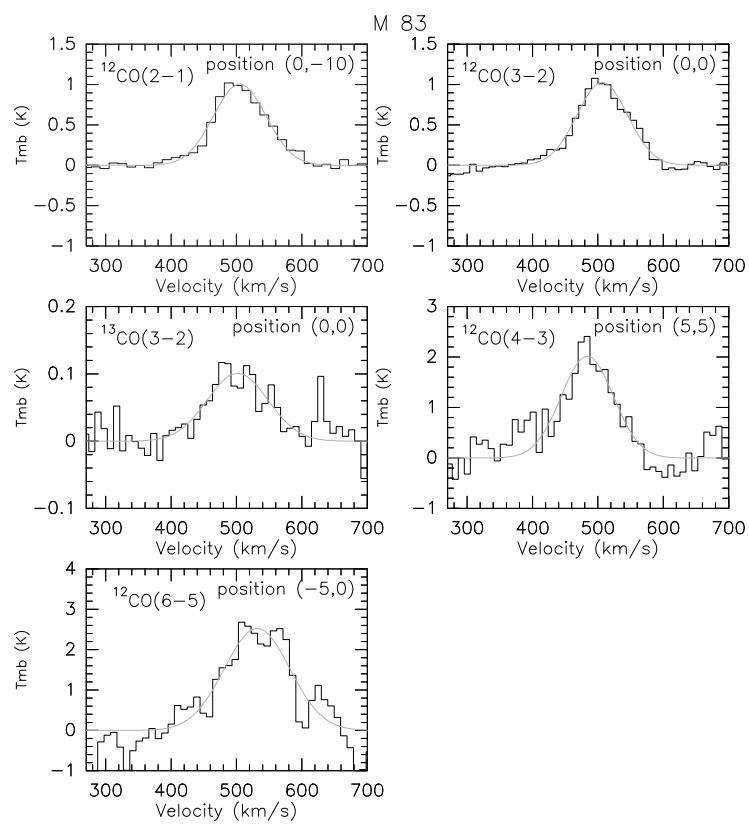 M 83
1.5
1
0.5
0
−0.5
−1
Tmb (K)
¹²CO(2−1) position (0,−10)
300 400 500 600 700
Velocity (km/s)
1.5
1
0.5
0
−0.5
−1
Tmb (K)
¹²CO(3−2) position (0,0)
300 400 500 600 700
Velocity (km/s)
0.2
0.1
0
−0.1
Tmb (K)
¹³CO(3−2) position (0,0)
300 400 500 600 700
Velocity (km/s)
3
2
1
0
−1
Tmb (K)
¹²CO(4−3) position (5,5)
300 400 500 600 700
Velocity (km/s)
4
3
2
1
0
−1
Tmb (K)
¹²CO(6−5) position (−5,0)
300 400 500 600 700
Velocity (km/s)